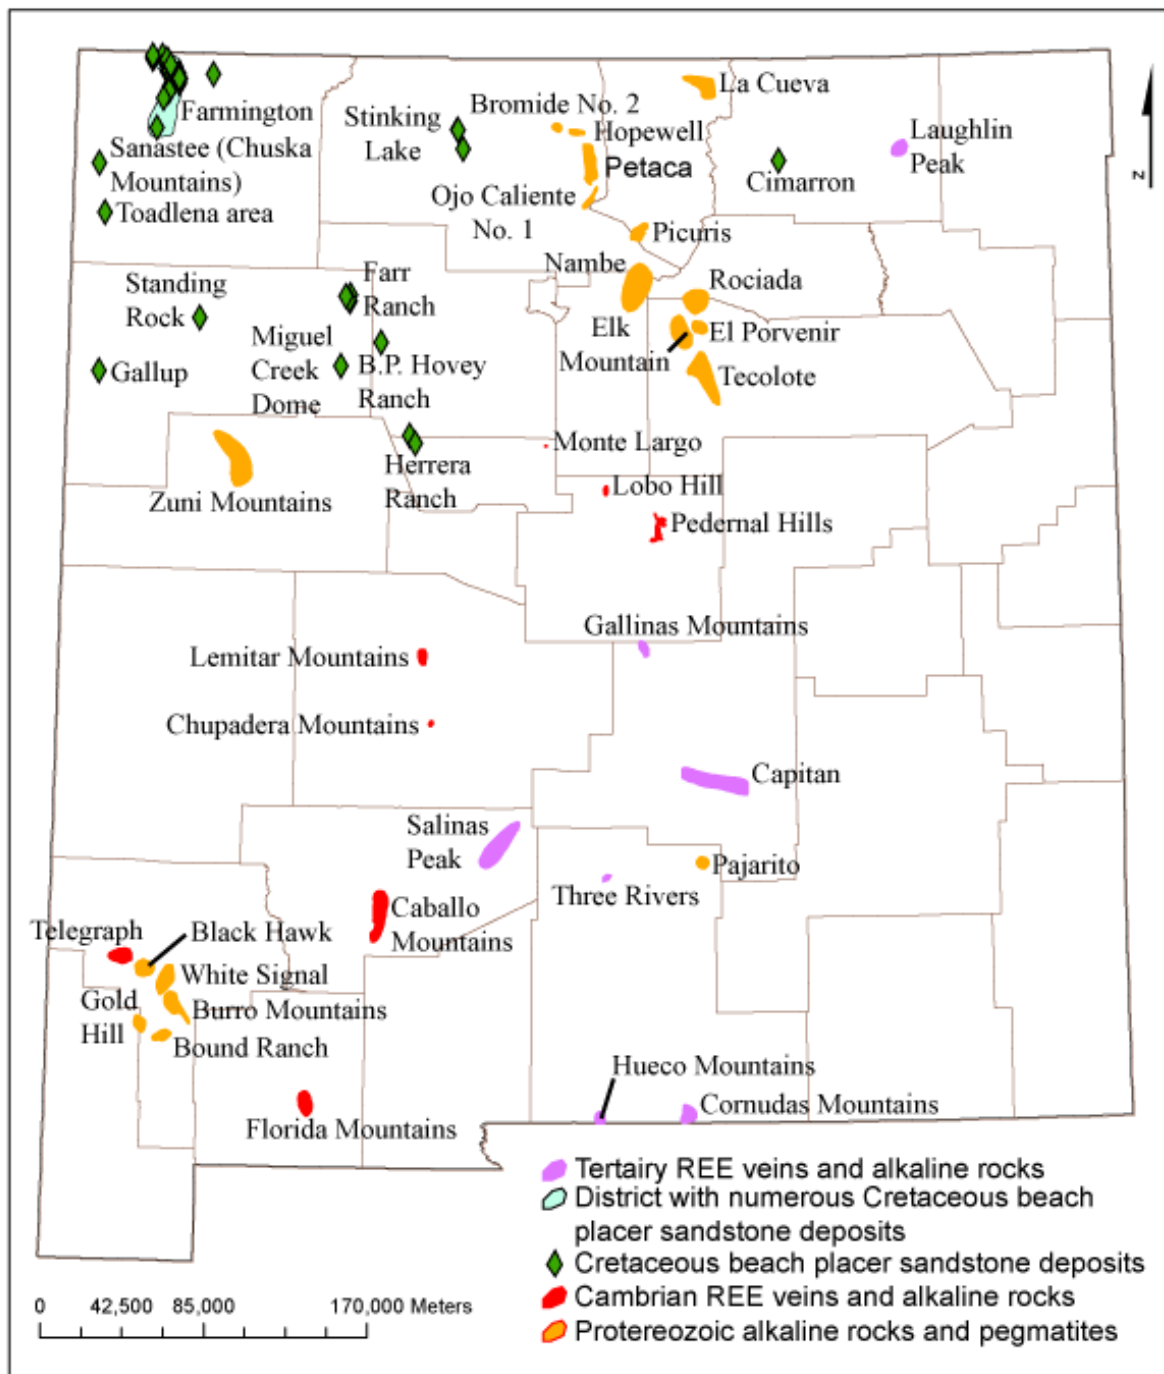 La Cueva
Bromide No. 2
Farmington
Stinking
Lake
Hopewell
Laughlin
Peak
Sanastee (Chuska
Mountains)
Petaca
Cimarron
Ojo Caliente
No. 1
Toadlena area
Picuris
Nambe
Farr
Ranch
Standing
Rock
Rociada
Elk
Mountain
El Porvenir
Miguel
Creek
Dome
B.P. Hovey
Ranch
Gallup
Tecolote
Monte Largo
Herrera
Ranch
Zuni Mountains
Lobo Hill
Pedernal Hills
Gallinas Mountains
Lemitar Mountains
Chupadera Mountains
Capitan
Salinas
Peak
Pajarito
Three Rivers
Caballo
Mountains
Telegraph
Black Hawk
White Signal
Gold
Hill
Burro Mountains
Bound Ranch
Hueco Mountains
Cornudas Mountains
Florida Mountains
Tertairy REE veins and alkaline rocks
District with numerous Cretaceous beach
placer sandstone deposits
Cretaceous beach placer sandstone deposits
Cambrian REE veins and alkaline rocks
Protereozoic alkaline rocks and pegmatites
0 42,500 85,000 170,000 Meters
N